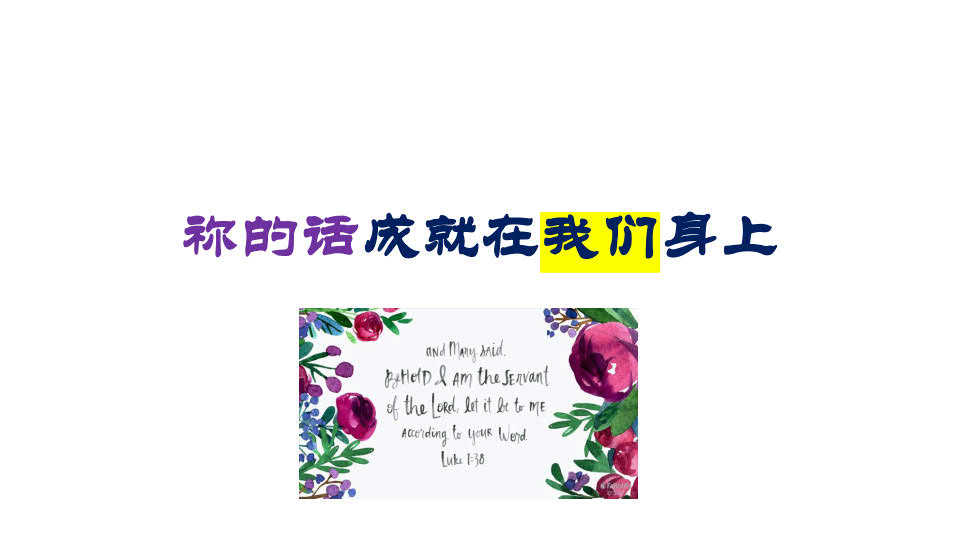 祢的话成就在我们身上
and Mary said.
BEHOLD I AM the SERVANT
of the LORD, let it be to ME
ACCORDING to YOUR WORD.
Luke 1:38